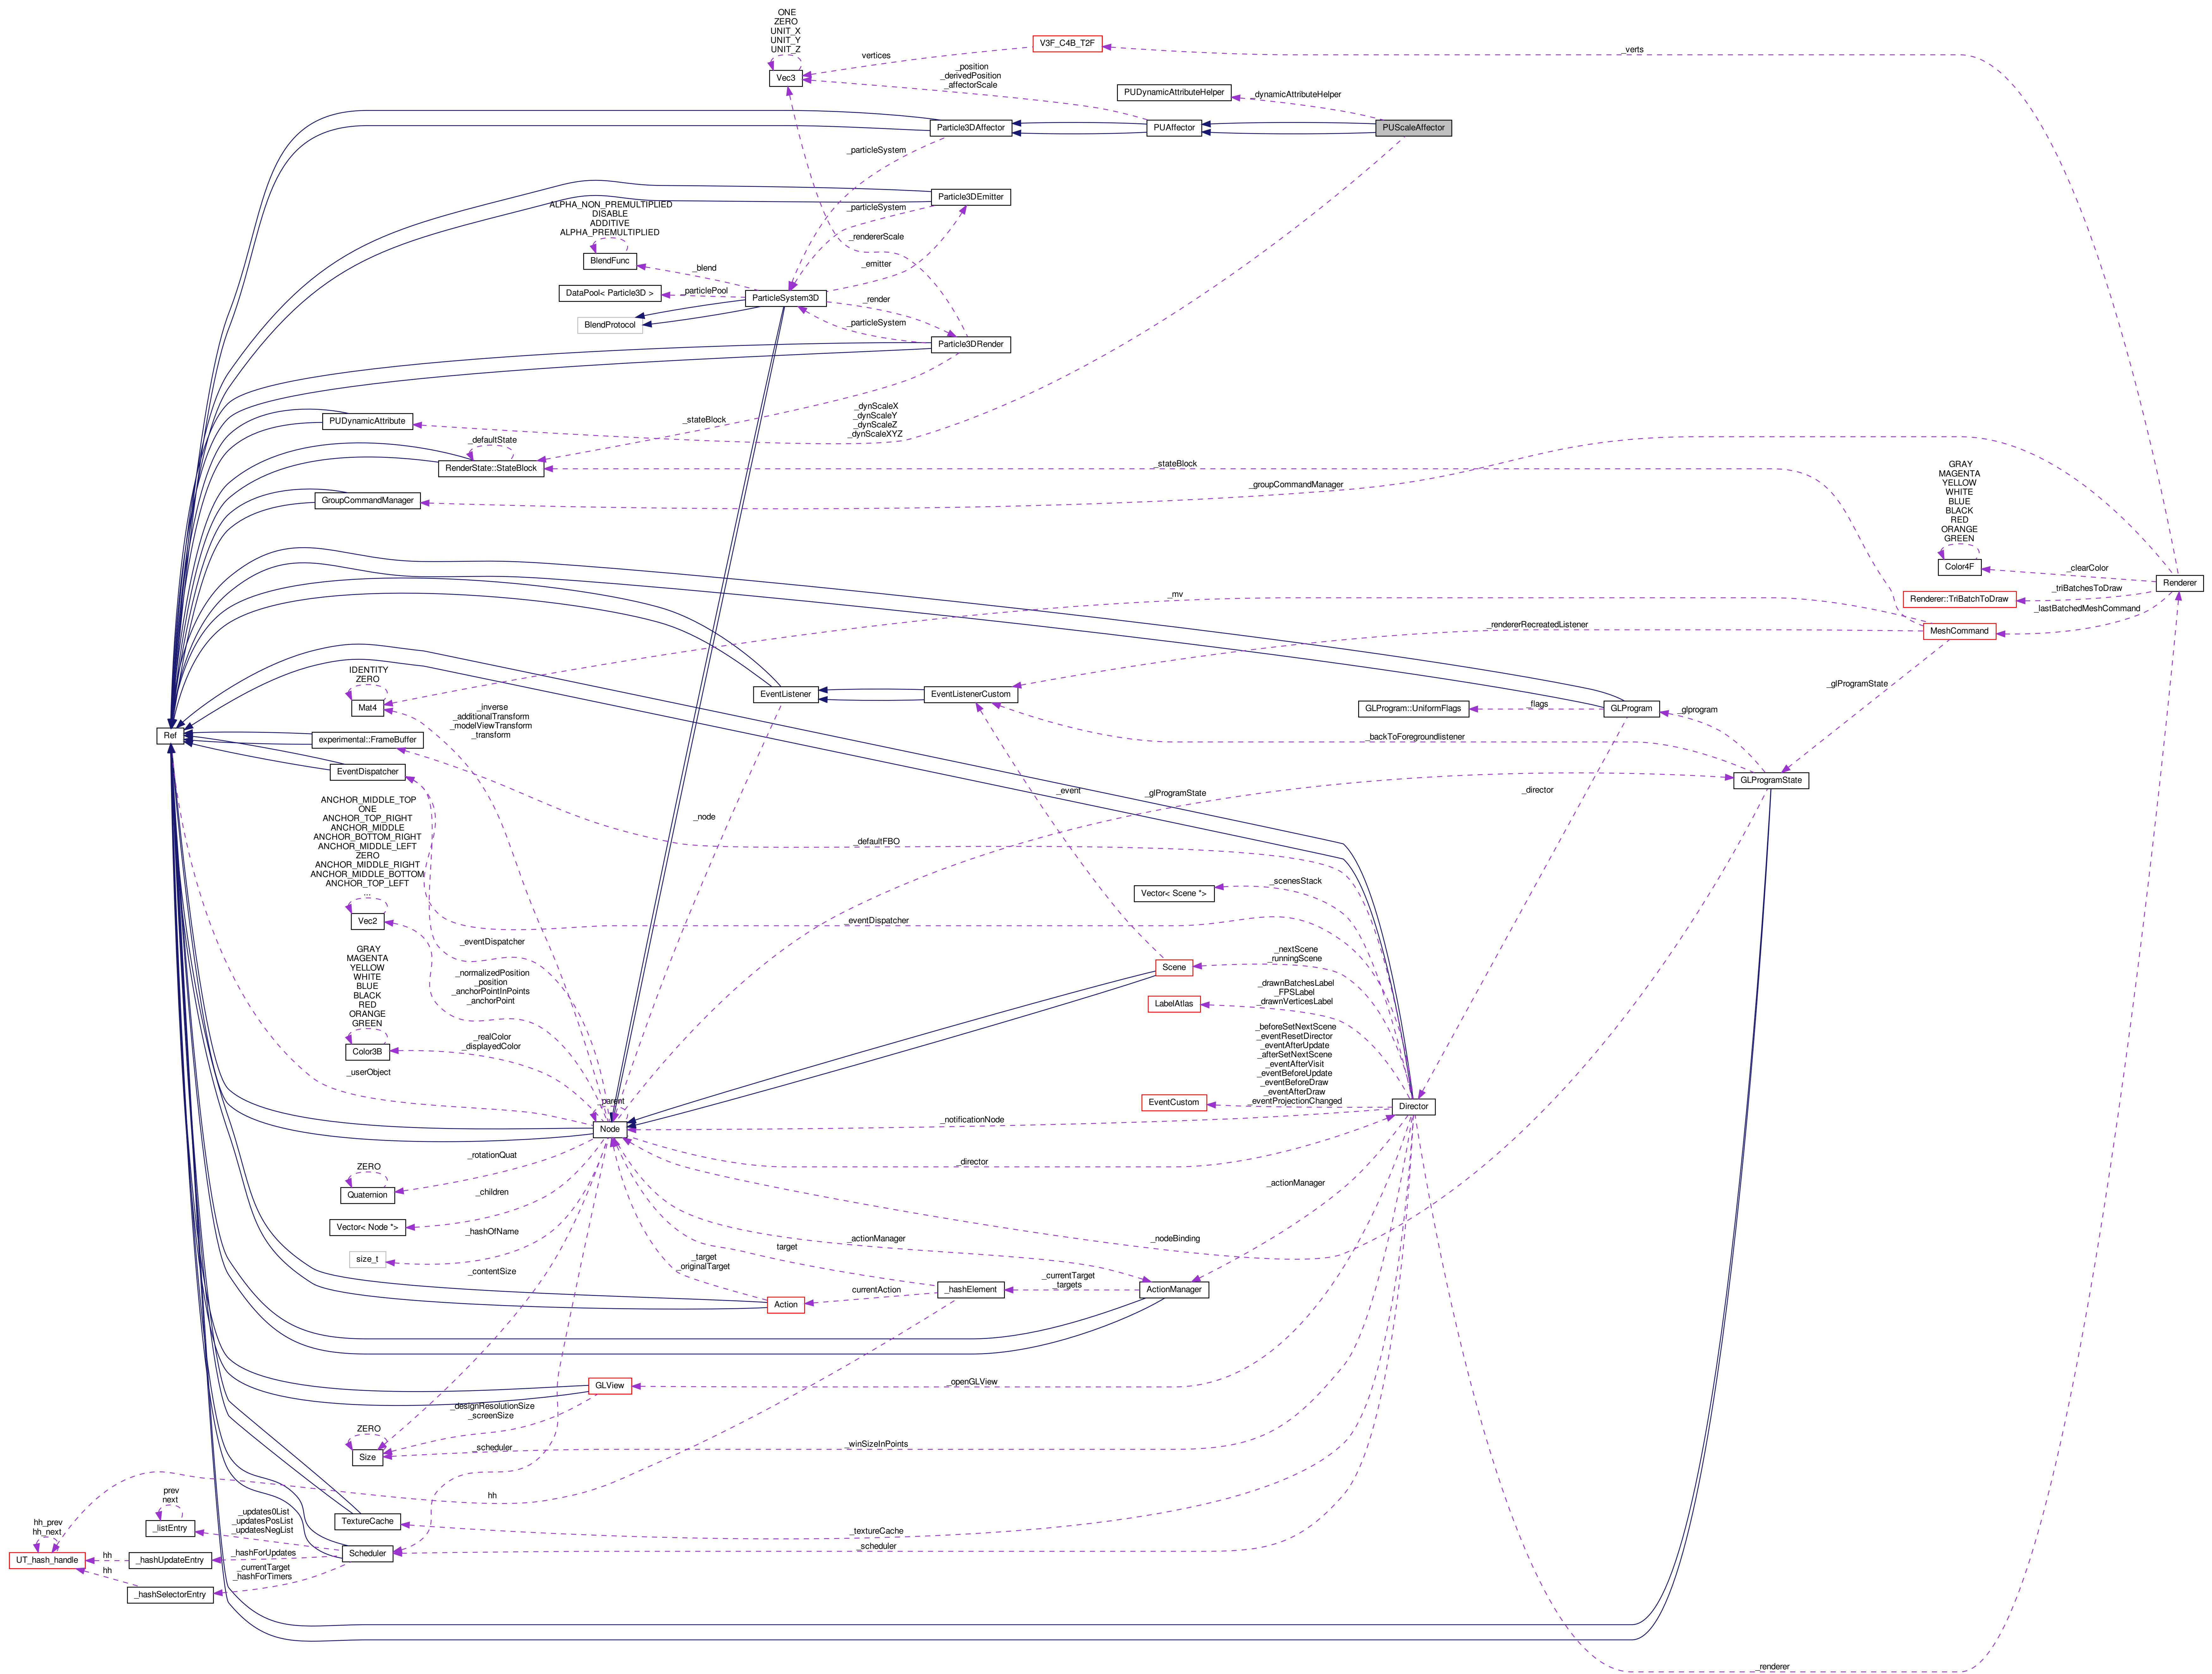 ONE
ZERO
UNIT_X
UNIT_Y
UNIT_Z
Vec3
vertices
V3F_C4B_T2F
_verts
_position
_derivedPosition
_affectorScale
PUDynamicAttributeHelper
_dynamicAttributeHelper
Particle3DAffector
PUAffector
PUScaleAffector
_particleSystem
Particle3DEmitter
ALPHA_NON_PREMULTIPLIED
DISABLE
ADDITIVE
ALPHA_PREMULTIPLIED
_particleSystem
_rendererScale
BlendFunc
_blend
_emitter
DataPool< Particle3D >
_particlePool
ParticleSystem3D
_render
BlendProtocol
_particleSystem
Particle3DRender
PUDynamicAttribute
_stateBlock
_dynScaleX
_dynScaleY
_dynScaleZ
_dynScaleXYZ
_defaultState
RenderState::StateBlock
_stateBlock
GroupCommandManager
_groupCommandManager
GRAY
MAGENTA
YELLOW
WHITE
BLUE
BLACK
RED
ORANGE
GREEN
Color4F
_clearColor
Renderer
_triBatchesToDraw
Renderer::TriBatchToDraw
_lastBatchedMeshCommand
_mv
_rendererRecreatedListener
MeshCommand
IDENTITY
ZERO
Mat4
EventListener
EventListenerCustom
_glProgramState
GLProgram::UniformFlags
_flags
GLProgram
_glprogram
_inverse
_additionalTransform
_modelViewTransform
_transform
Ref
experimental::FrameBuffer
_backToForegroundlistener
EventDispatcher
GLProgramState
_event
_glProgramState
_director
ANCHOR_MIDDLE_TOP
ONE
ANCHOR_TOP_RIGHT
ANCHOR_MIDDLE
ANCHOR_BOTTOM_RIGHT
ANCHOR_MIDDLE_LEFT
ZERO
ANCHOR_MIDDLE_RIGHT
ANCHOR_MIDDLE_BOTTOM
ANCHOR_TOP_LEFT
...
Vec2
_node
_defaultFBO
Vector< Scene *>
_scenesStack
_eventDispatcher
_eventDispatcher
GRAY
MAGENTA
YELLOW
WHITE
BLUE
BLACK
RED
ORANGE
GREEN
Color3B
_normalizedPosition
_position
_anchorPointInPoints
_anchorPoint
Scene
_nextScene
_runningScene
LabelAtlas
_drawnBatchesLabel
_FPSLabel
_drawnVerticesLabel
_realColor
_displayedColor
_userObject
_beforeSetNextScene
_eventResetDirector
_eventAfterUpdate
_afterSetNextScene
_eventAfterVisit
_eventBeforeUpdate
_eventBeforeDraw
_eventAfterDraw
_eventProjectionChanged
EventCustom
Director
_parent
Node
_notificationNode
_rotationQuat
_director
ZERO
Quaternion
_children
_actionManager
Vector< Node *>
_hashOfName
_actionManager
_nodeBinding
size_t
_contentSize
target
_target
_originalTarget
_currentTarget
targets
currentAction
Action
_hashElement
ActionManager
GLView
_openGLView
_designResolutionSize
_screenSize
ZERO
Size
_scheduler
_winSizeInPoints
hh
prev
next
_listEntry
_updates0List
_updatesPosList
_updatesNegList
TextureCache
_textureCache
hh_prev
hh_next
UT_hash_handle
hh
_hashUpdateEntry
_hashForUpdates
Scheduler
_scheduler
hh
_hashSelectorEntry
_currentTarget
_hashForTimers
_renderer